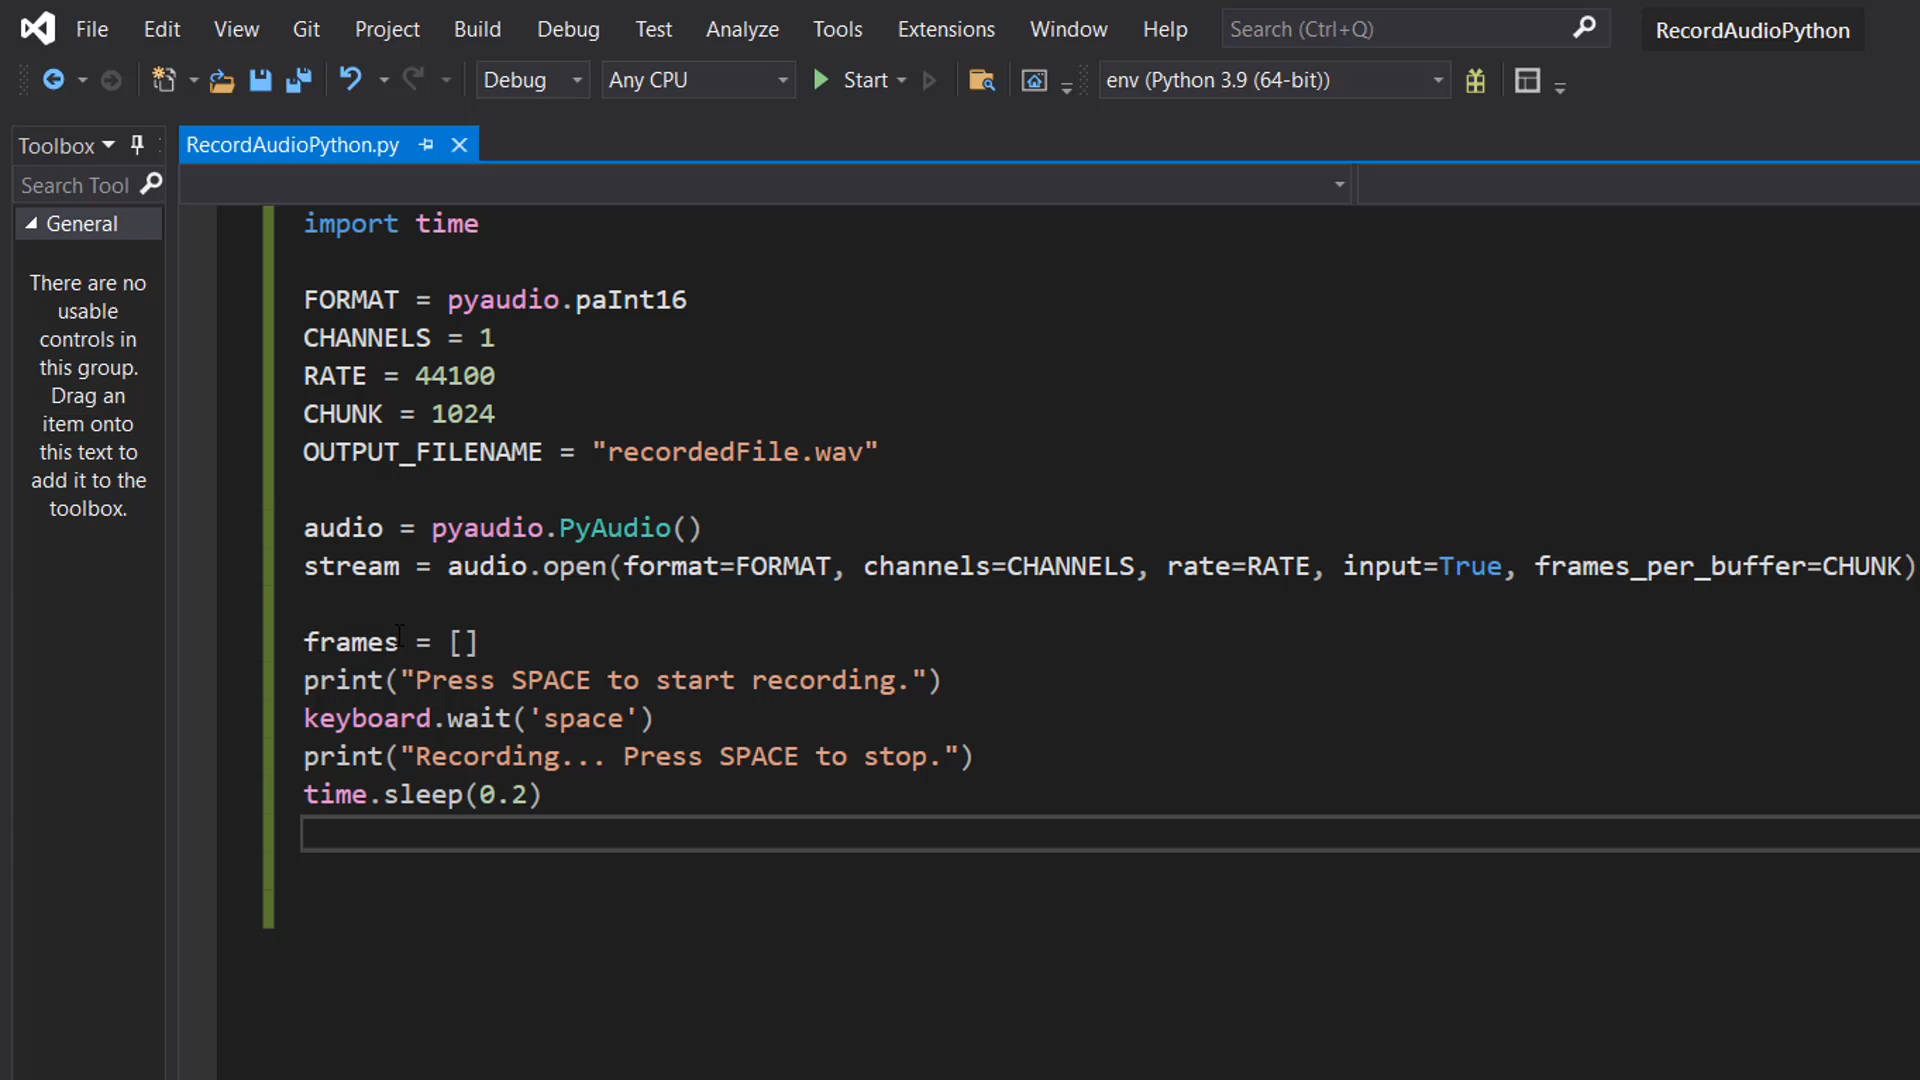 File Edit View Git Project Build Debug Test Analyze Tools Extensions Window Help Search (Ctrl+Q) RecordAudioPython
Debug Any CPU Start env (Python 3.9 (64-bit))
Toolbox
RecordAudioPython.py
Search Tool
General
There are no
usable
controls in
this group.
Drag an
item onto
this text to
add it to the
toolbox.
import time
FORMAT = pyaudio.paInt16
CHANNELS = 1
RATE = 44100
CHUNK = 1024
OUTPUT_FILENAME = "recordedFile.wav"
audio = pyaudio.PyAudio()
stream = audio.open(format=FORMAT, channels=CHANNELS, rate=RATE, input=True, frames_per_buffer=CHUNK)
frames = []
print("Press SPACE to start recording.")
keyboard.wait('space')
print("Recording... Press SPACE to stop.")
time.sleep(0.2)